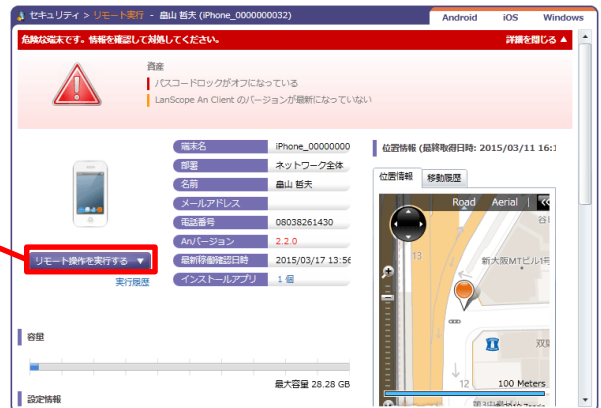 セキュリティ > リモート実行 - 畠山 哲夫 (iPhone_0000000032)
Android iOS Windows
危険な端末です。情報を確認して対処してください。
詳細を閉じる ▲
資産
パスコードロックがオフになっている
LanScope An Client のバージョンが最新になっていない
端末名 iPhone_00000000
部署 ネットワーク全体
名前 畠山 哲夫
メールアドレス
電話番号 08038261430
Anバージョン 2.2.0
最新稼働確認日時 2015/03/17 13:56
インストールアプリ 1 個
リモート操作を実行する ▼
実行履歴
容量
最大容量 28.28 GB
設定情報
位置情報 (最終取得日時: 2015/03/11 16:1
位置情報 移動履歴
Road Aerial
13
新大阪MTビル1号
12
100 Meters